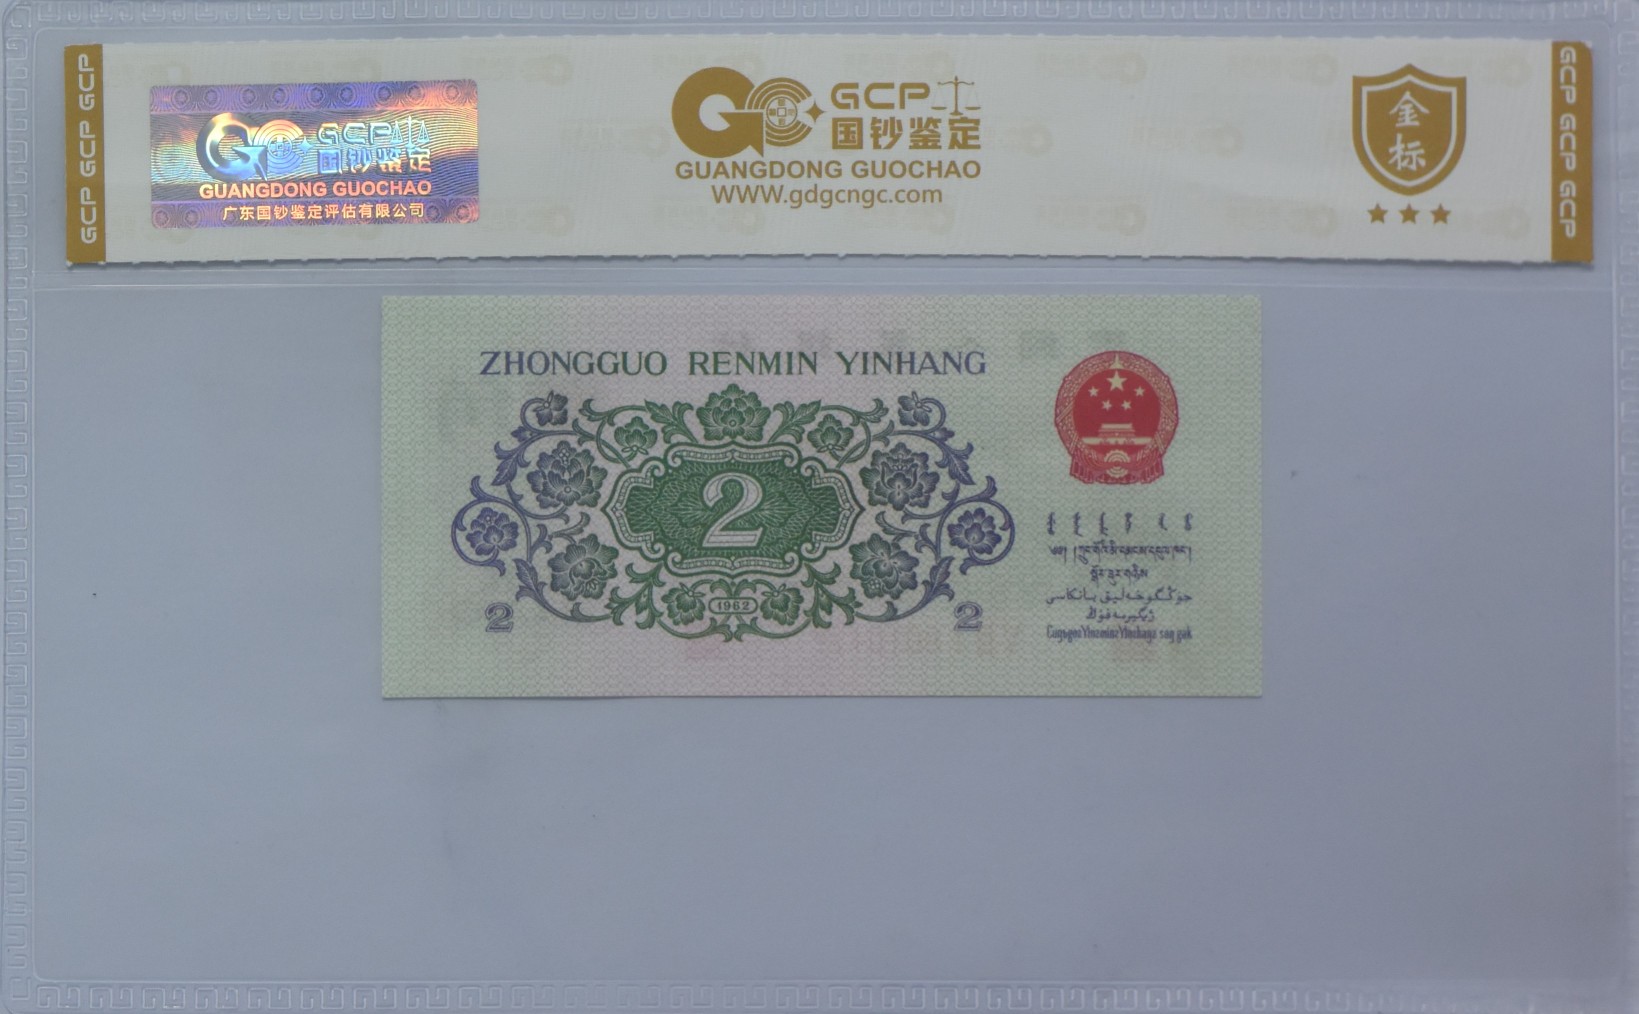 GCP GCP GCP
GCP
国钞鉴定
GUANGDONG GUOCHAO
广东国钞鉴定评估有限公司
GCP
国钞鉴定
GUANGDONG GUOCHAO
WWW.gdgcngc.com
金标
GCP GCP GCP
ZHONGGUO RENMIN YINHANG
2
1962
2
2